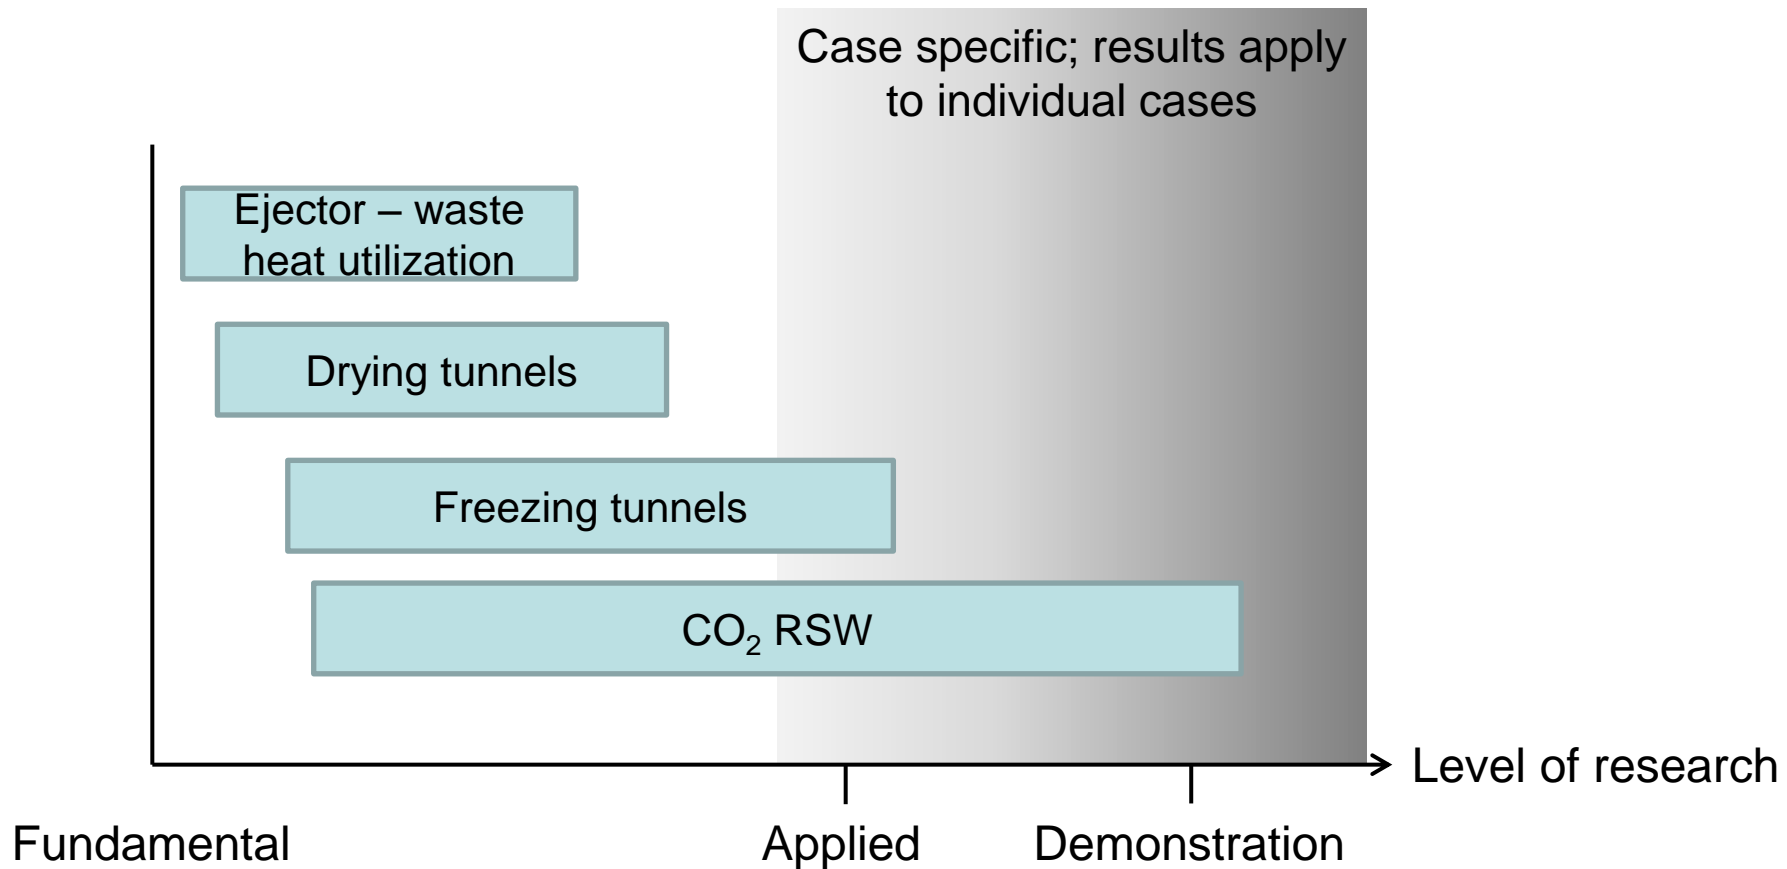 Case specific; results apply
to individual cases
Ejector – waste
heat utilization
Drying tunnels
Freezing tunnels
CO₂ RSW
Level of research
Fundamental
Applied
Demonstration